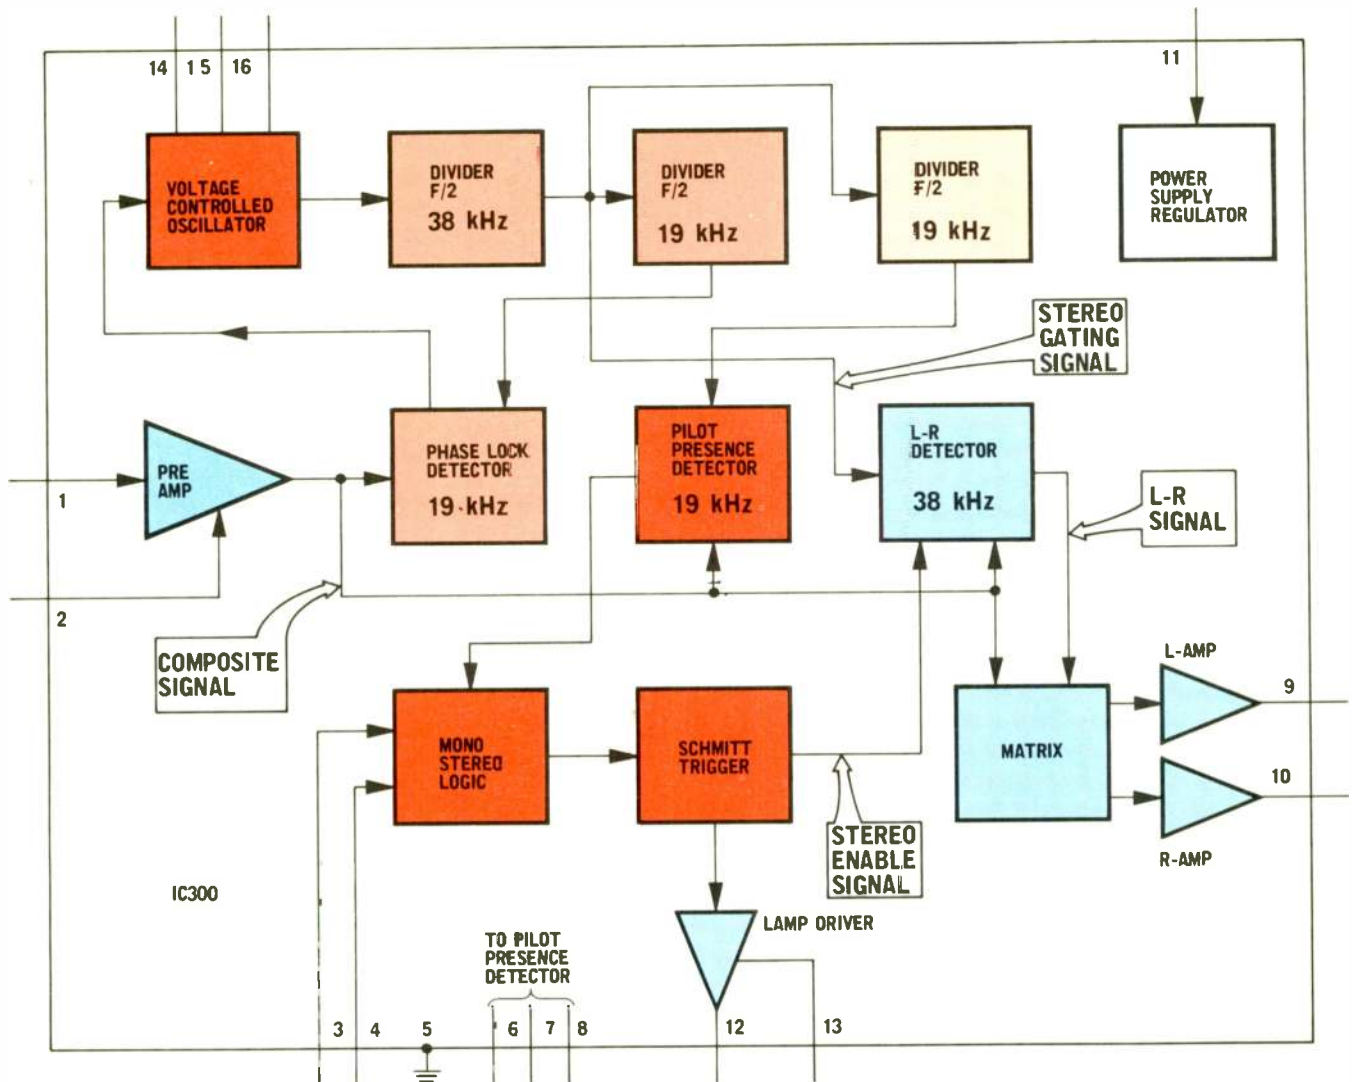 14 15 16
11
VOLTAGE
CONTROLLED
OSCILLATOR
DIVIDER
F/2
38 kHz
DIVIDER
F/2
19 kHz
DIVIDER
F/2
19 kHz
POWER
SUPPLY
REGULATOR
STEREO
GATING
SIGNAL
PRE
AMP
1
2
PHASE LOCK
DETECTOR
19 kHz
PILOT
PRESENCE
DETECTOR
19 kHz
L-R
DETECTOR
38 kHz
L-R
SIGNAL
COMPOSITE
SIGNAL
MONO
STEREO
LOGIC
SCHMITT
TRIGGER
MATRIX
L-AMP
9
10
R-AMP
STEREO
ENABLE
SIGNAL
IC300
LAMP DRIVER
TO PILOT
PRESENCE
DETECTOR
3 4 5 6 7 8 12 13